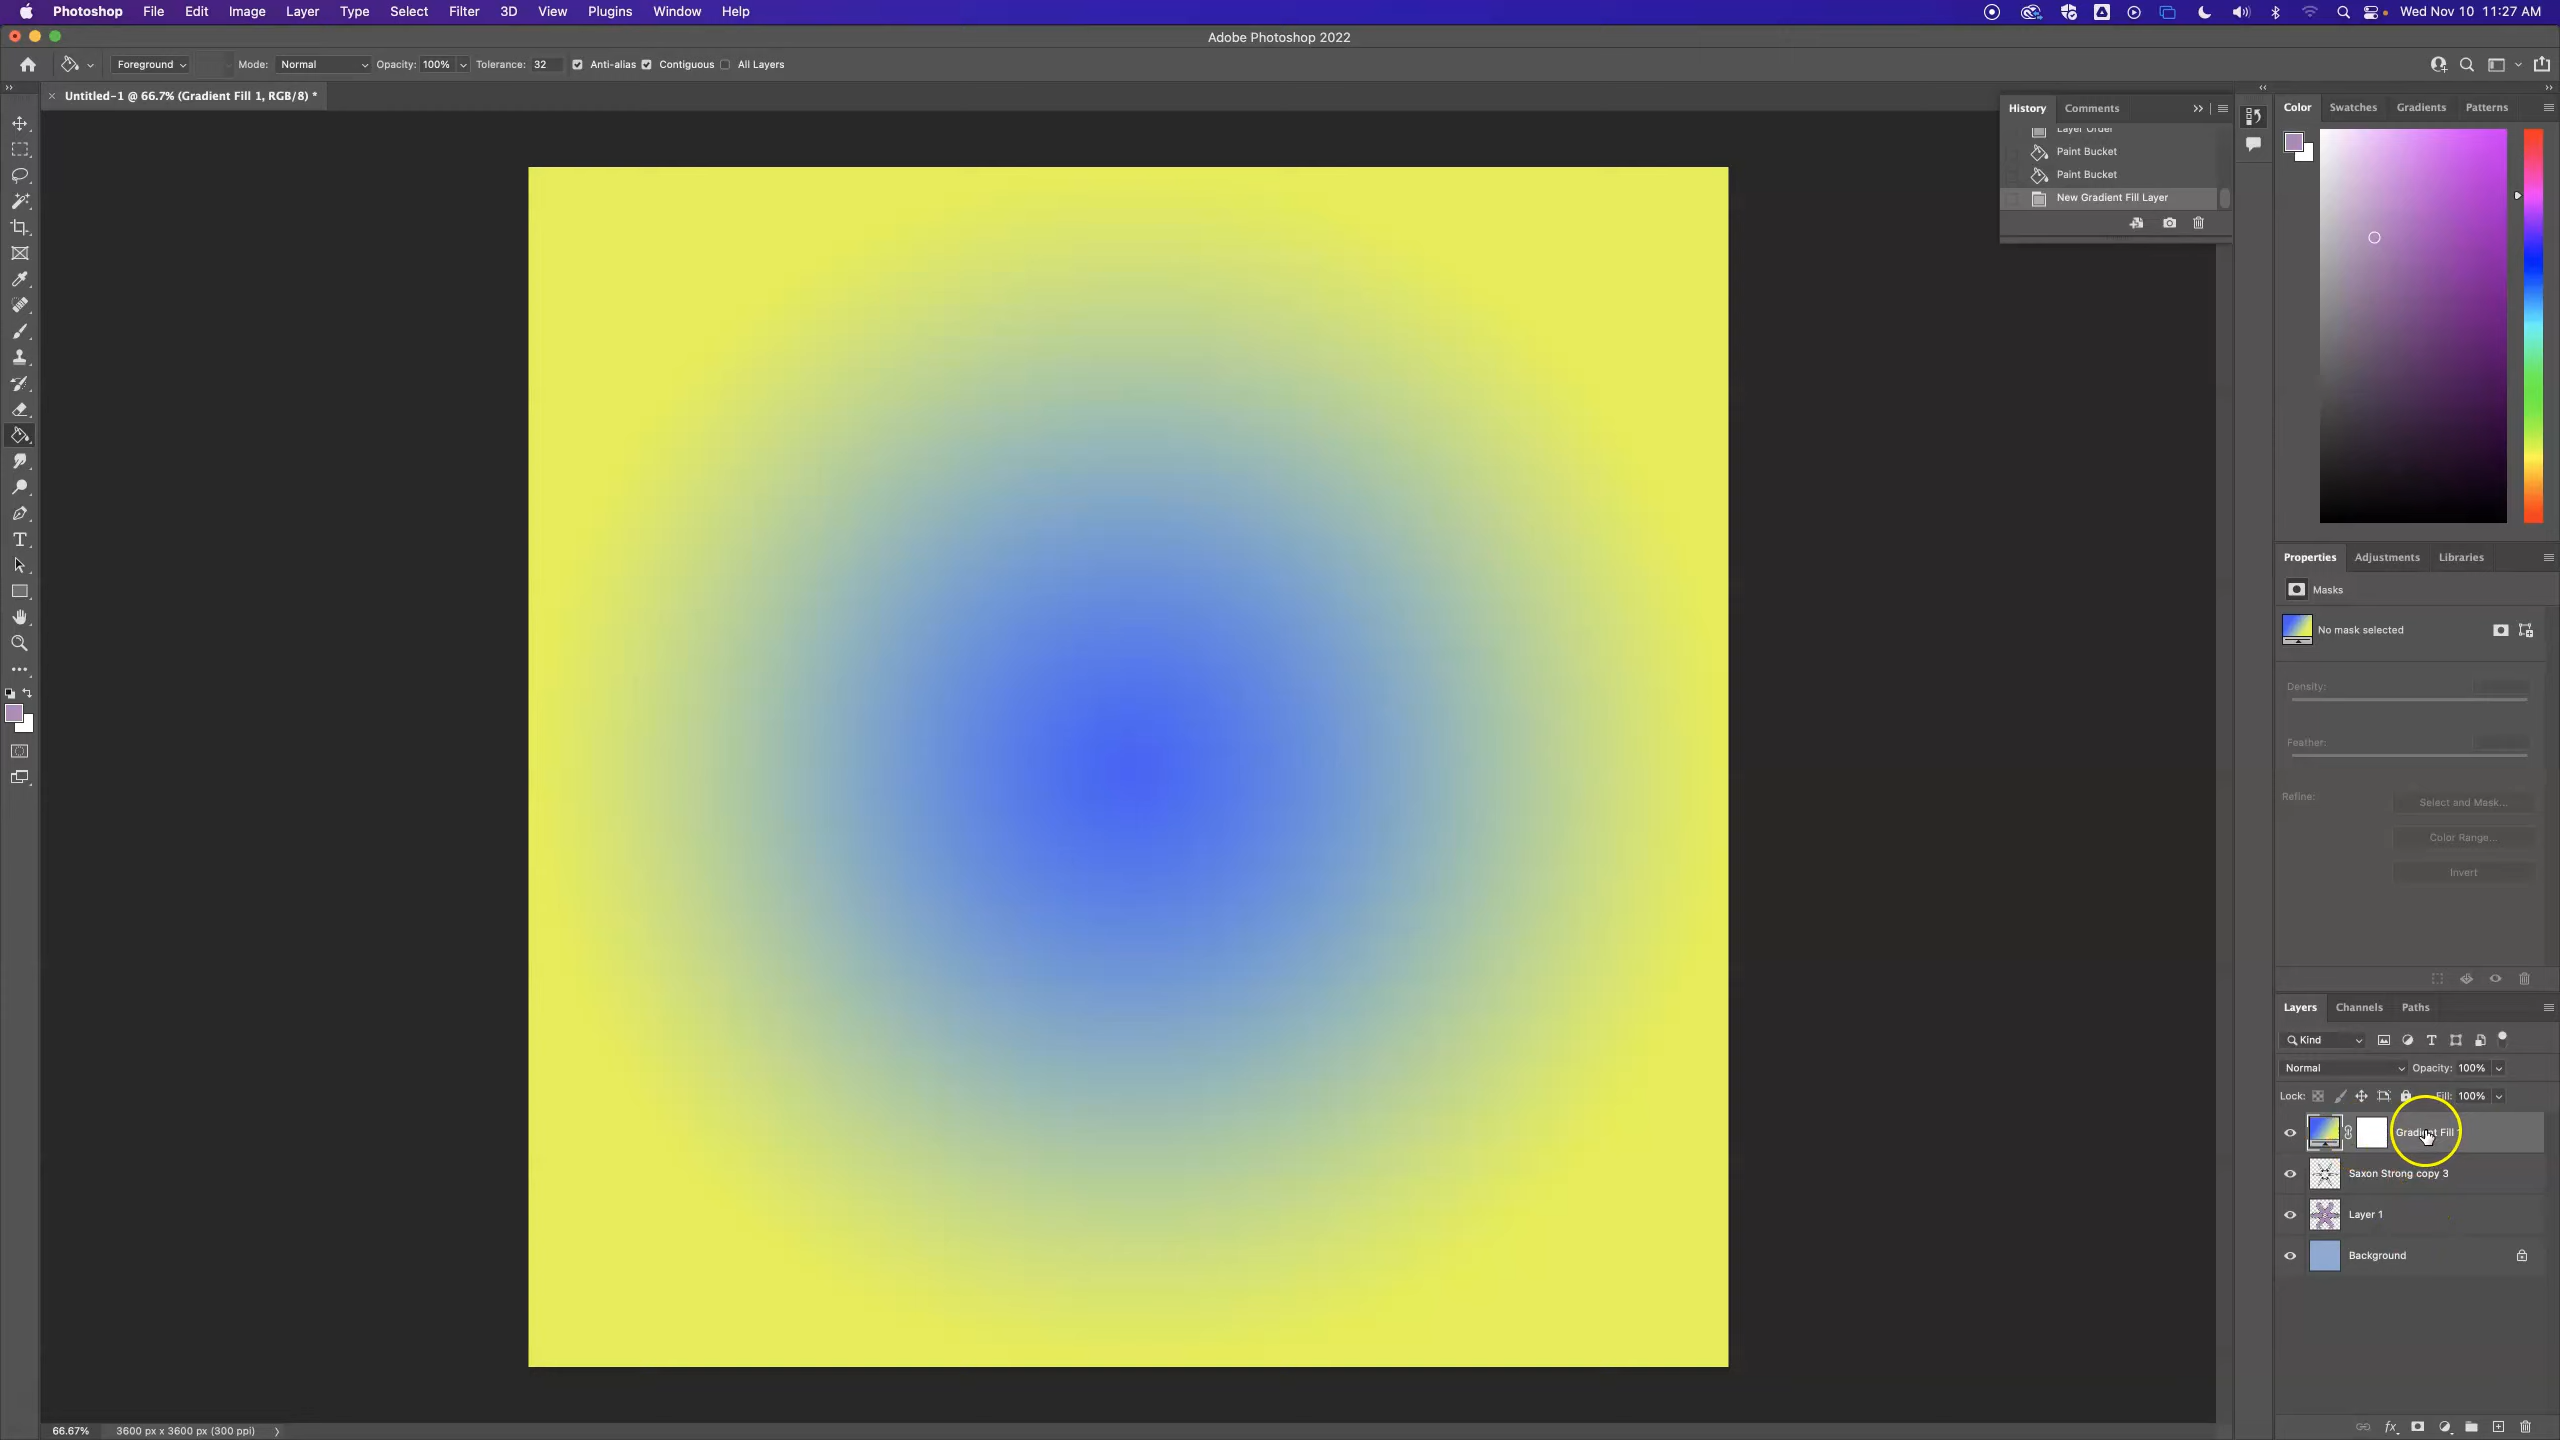 Photoshop File Edit Image Layer Type Select Filter 3D View Plugins Window Help Wed Nov 10 11:27 AM
Adobe Photoshop 2022
Foreground Mode: Normal Opacity: 100% Tolerance: 32 Anti-alias Contiguous All Layers
Untitled-1 @ 66.7% (Gradient Fill 1, RGB/8) *
History Comments
Layer Order
Paint Bucket
Paint Bucket
New Gradient Fill Layer
Color Swatches Gradients Patterns
Properties Adjustments Libraries
Masks
No mask selected
Density:
Feather:
Refine:
Select and Mask...
Color Range...
Invert
Layers Channels Paths
Kind
Normal Opacity: 100%
Lock: Fill: 100%
Gradient Fill 1
Saxon Strong copy 3
Layer 1
Background
66.67% 3600 px x 3600 px (300 ppi)